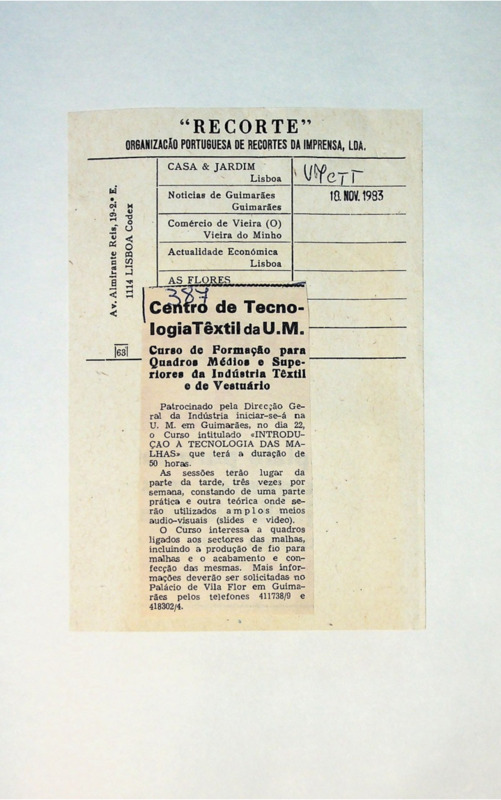 "RECORTE"
ORGANIZAÇÃO PORTUGUESA DE RECORTES DA IMPRENSA, LDA.
Av. Almirante Reis, 19-2.º E.
1114 LISBOA Codex
63
CASA & JARDIM
Lisboa
Notícias de Guimarães
Guimarães
Comércio de Vieira (O)
Vieira do Minho
Actualidade Económica
Lisboa
AS FLORES
UMCTT
18. NOV. 1983
387
Centro de Tecno-
logia Têxtil da U. M.
Curso de Formação para
Quadros Médios e Supe-
riores da Indústria Têxtil
e de Vestuário
Patrocinado pela Direcção Ge-
ral da Indústria iniciar-se-á na
U. M. em Guimarães, no dia 22,
o Curso intitulado «INTRODU-
ÇAO A TECNOLOGIA DAS MA-
LHAS» que terá a duração de
50 horas.
As sessões terão lugar da
parte da tarde, três vezes por
semana, constando de uma parte
prática e outra teórica onde se-
rão utilizados amplos meios
audio-visuais (slides e vídeo).
O Curso interessa a quadros
ligados aos sectores das malhas,
incluindo a produção de fio para
malhas e o acabamento e con-
fecção das mesmas. Mais infor-
mações deverão ser solicitadas no
Palácio de Vila Flor em Guima-
rães pelos telefones 411738/9 e
418302/4.